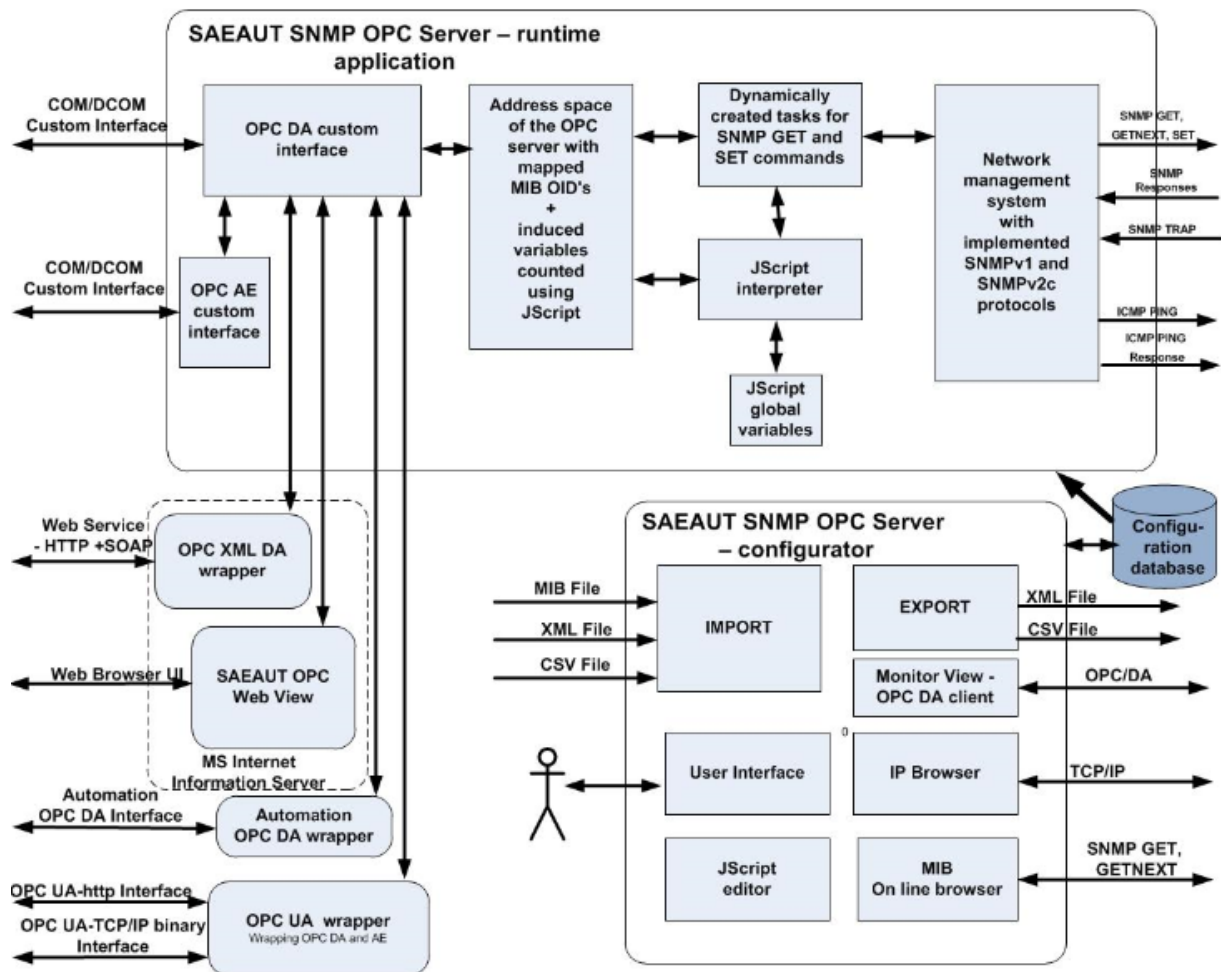 SAEAUT SNMP OPC Server – runtime
application
COM/DCOM
Custom Interface
OPC DA custom
interface
Address space
of the OPC
server with
mapped
MIB OID's
+
induced
variables
counted
using
JScript
Dynamically
created tasks for
SNMP GET and
SET commands
Network
management
system
with
implemented
SNMPv1 and
SNMPv2c
protocols
SNMP GET,
GETNEXT, SET
SNMP
Responses
SNMP TRAP
ICMP PING
ICMP PING
Response
COM/DCOM
Custom Interface
OPC AE
custom
interface
JScript
interpreter
JScript
global
variables
Web Service
- HTTP +SOAP
OPC XML DA
wrapper
Web Browser UI
SAEAUT OPC
Web View
MS Internet
Information Server
Automation
OPC DA Interface
Automation
OPC DA wrapper
OPC UA-http Interface
OPC UA-TCP/IP binary
Interface
OPC UA wrapper
Wrapping OPC DA and AE
SAEAUT SNMP OPC Server
– configurator
Configu-
ration
database
MIB File
XML File
CSV File
IMPORT
EXPORT
XML File
CSV File
Monitor View -
OPC DA client
OPC/DA
0
User Interface
IP Browser
TCP/IP
JScript
editor
MIB
On line browser
SNMP GET,
GETNEXT